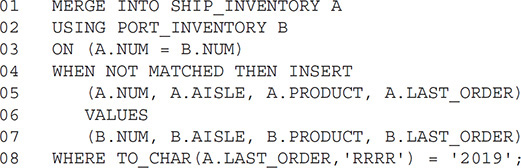 01 MERGE INTO SHIP_INVENTORY A
02 USING PORT_INVENTORY B
03 ON (A.NUM = B.NUM)
04 WHEN NOT MATCHED THEN INSERT
05 (A.NUM, A.AISLE, A.PRODUCT, A.LAST_ORDER)
06 VALUES
07 (B.NUM, B.AISLE, B.PRODUCT, B.LAST_ORDER)
08 WHERE TO_CHAR(A.LAST_ORDER,'RRRR') = '2019';